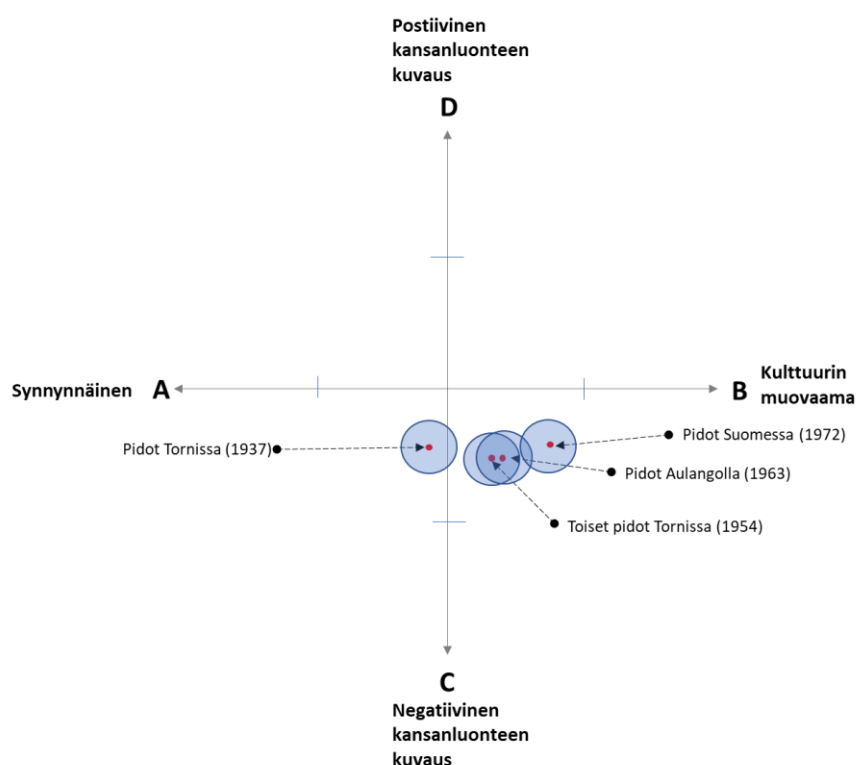 Postiivinen
kansanluonteen
kuvaus
D
Synnynnäinen A
B Kulttuurin
muovaama
Pidot Tornissa (1937)
Pidot Suomessa (1972)
Pidot Aulangolla (1963)
Toiset pidot Tornissa (1954)
C
Negatiivinen
kansanluonteen
kuvaus